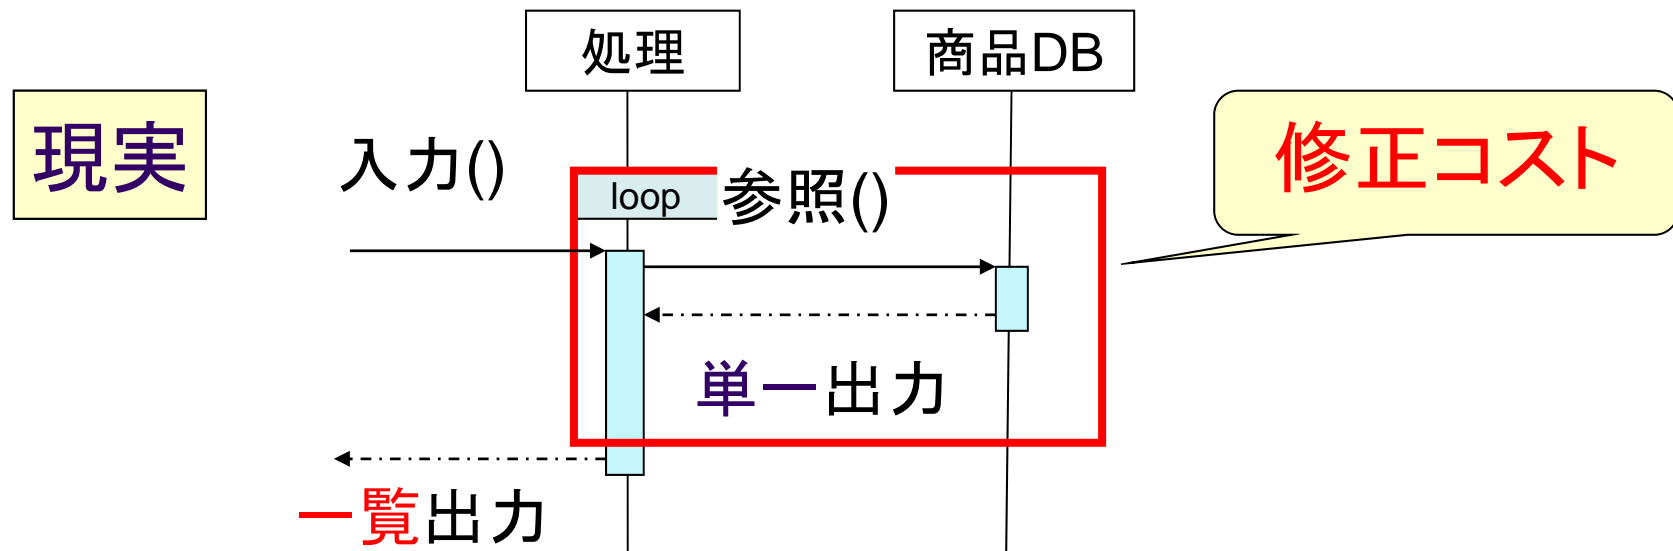 処理
商品DB
現実
修正コスト
入力()
loop
参照()
単一出力
一覧出力